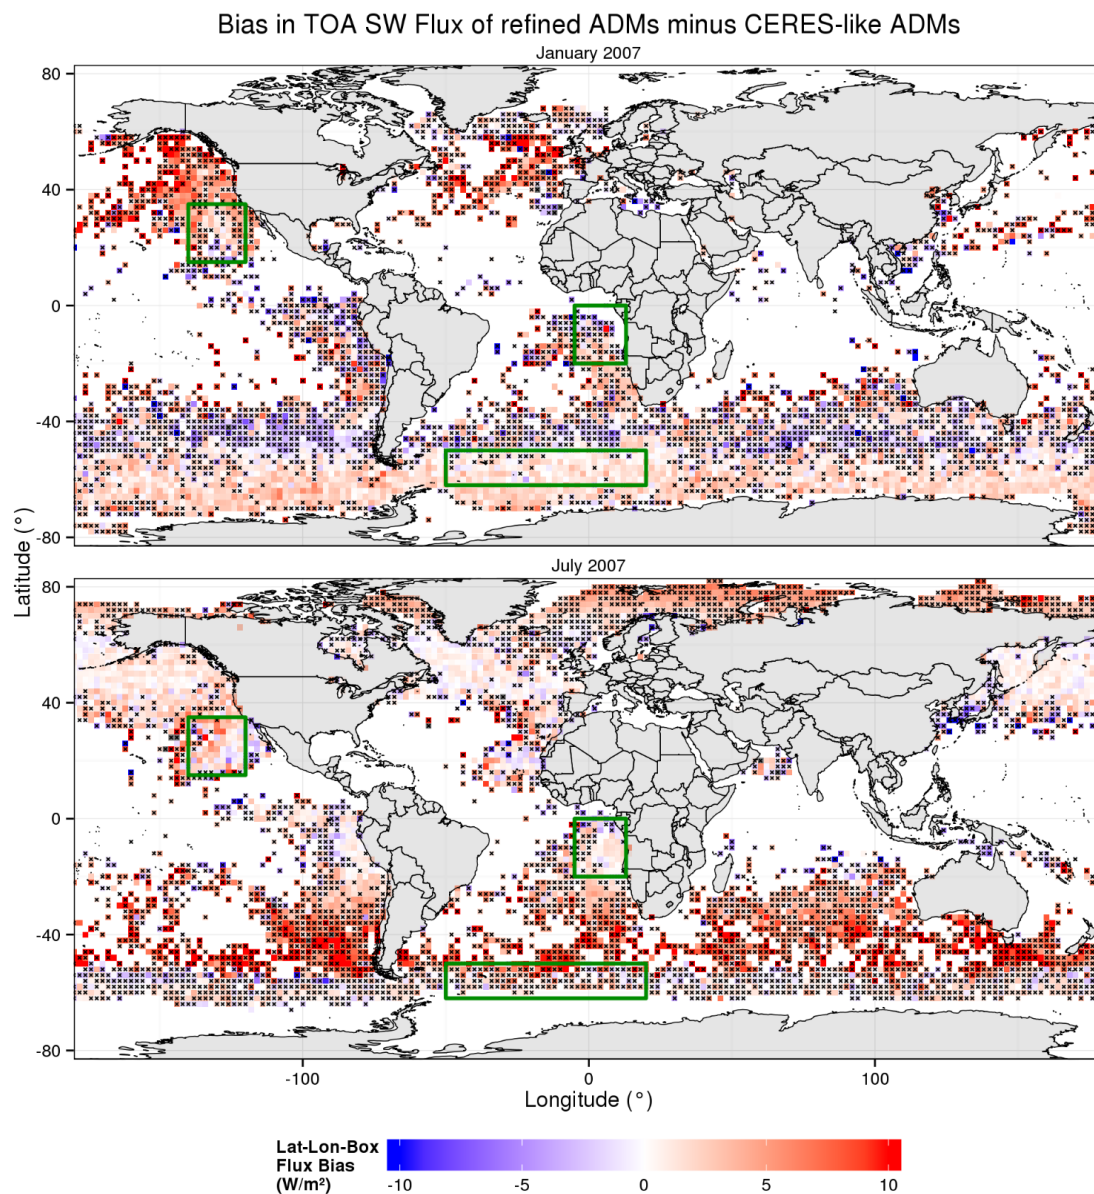 Bias in TOA SW Flux of refined ADMs minus CERES-like ADMs
January 2007
80
40
0
-40
-80
July 2007
80
40
0
-40
-80
Latitude (°)
-100
0
100
Longitude (°)
Lat-Lon-Box
Flux Bias
(W/m²)
-10
-5
0
5
10